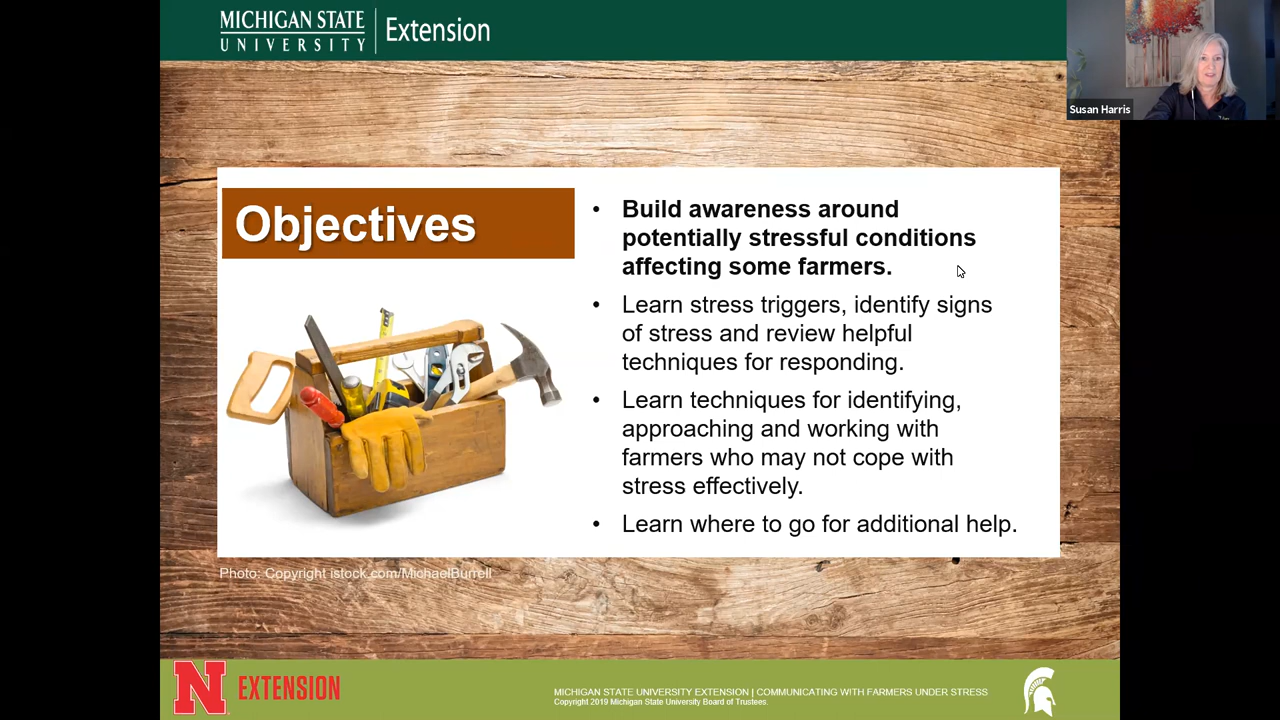 MICHIGAN STATE
UNIVERSITY
Extension
Susan Harris
Objectives
• Build awareness around
potentially stressful conditions
affecting some farmers.
• Learn stress triggers, identify signs
of stress and review helpful
techniques for responding.
• Learn techniques for identifying,
approaching and working with
farmers who may not cope with
stress effectively.
• Learn where to go for additional help.
Photo: Copyright istock.com/MichaelBurrell
N EXTENSION
MICHIGAN STATE UNIVERSITY EXTENSION | COMMUNICATING WITH FARMERS UNDER STRESS
Copyright 2019 Michigan State University Board of Trustees.